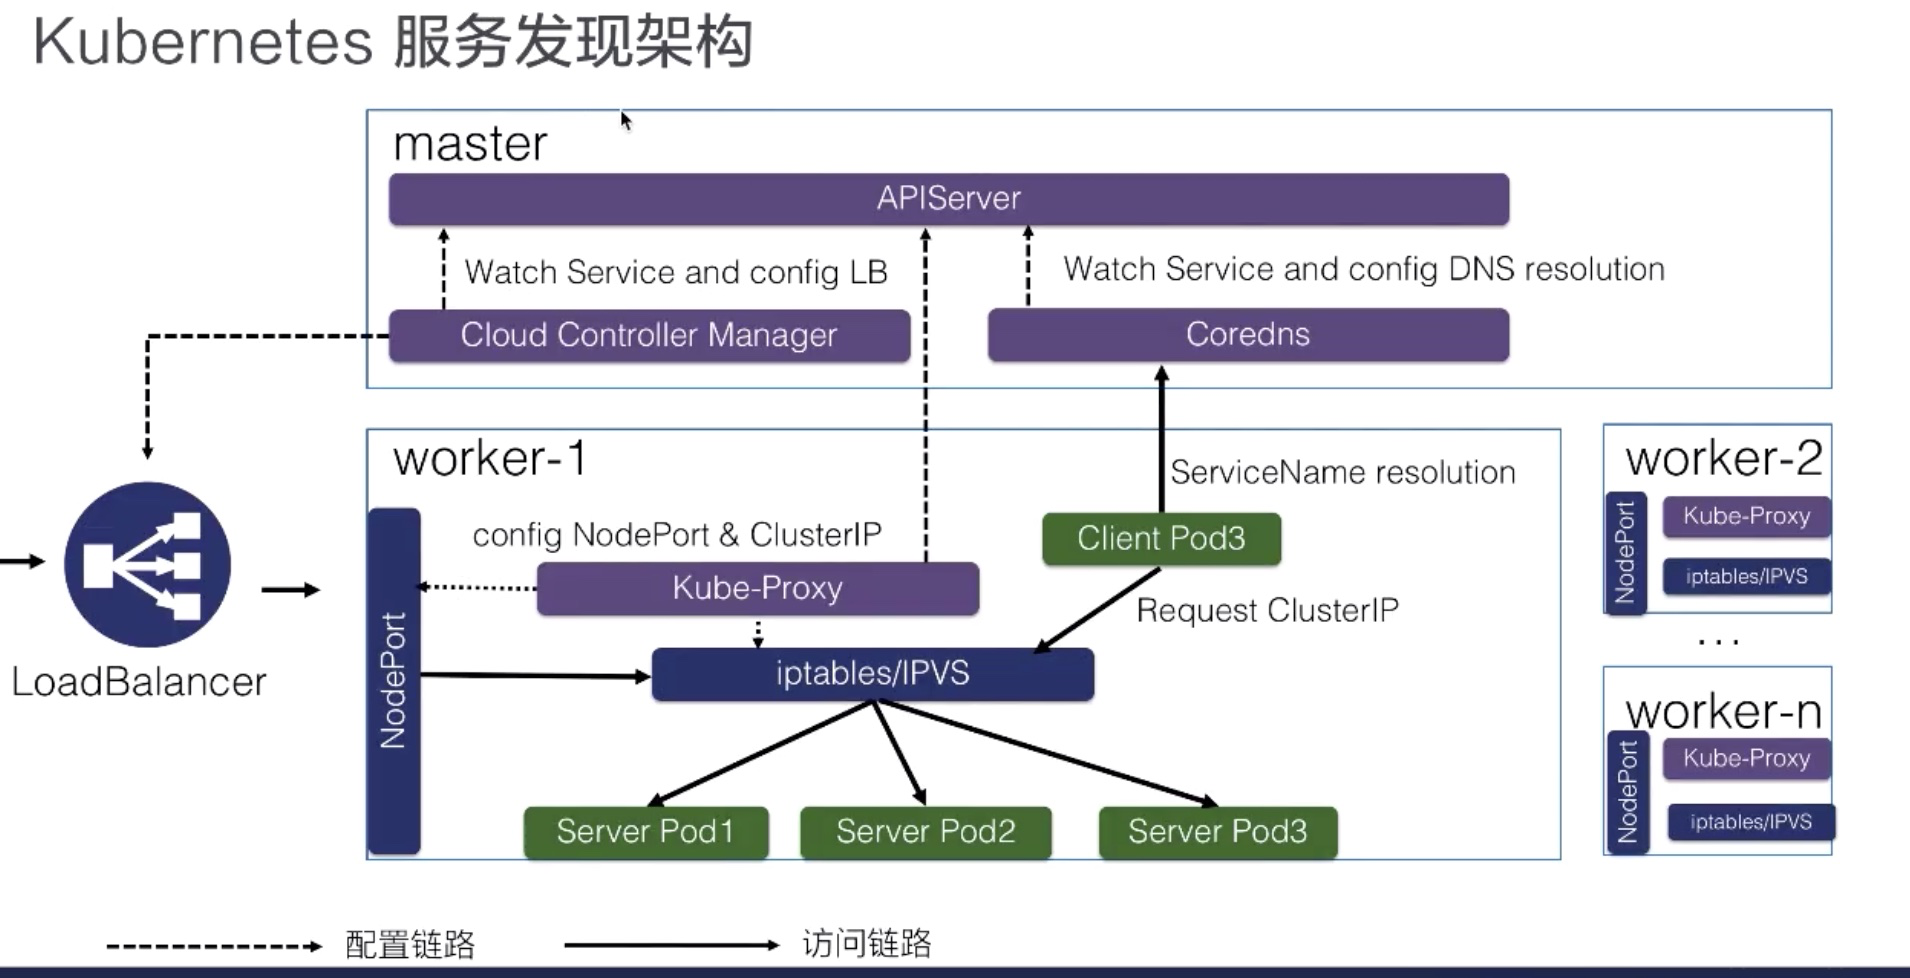 Kubernetes 服务发现架构
master
APIServer
Watch Service and config LB
Watch Service and config DNS resolution
Cloud Controller Manager
Coredns
worker-1
ServiceName resolution
config NodePort & ClusterIP
Client Pod3
Kube-Proxy
Request ClusterIP
NodePort
iptables/IPVS
LoadBalancer
Server Pod1
Server Pod2
Server Pod3
worker-2
NodePort
Kube-Proxy
iptables/IPVS
...
worker-n
NodePort
Kube-Proxy
iptables/IPVS
配置链路
访问链路